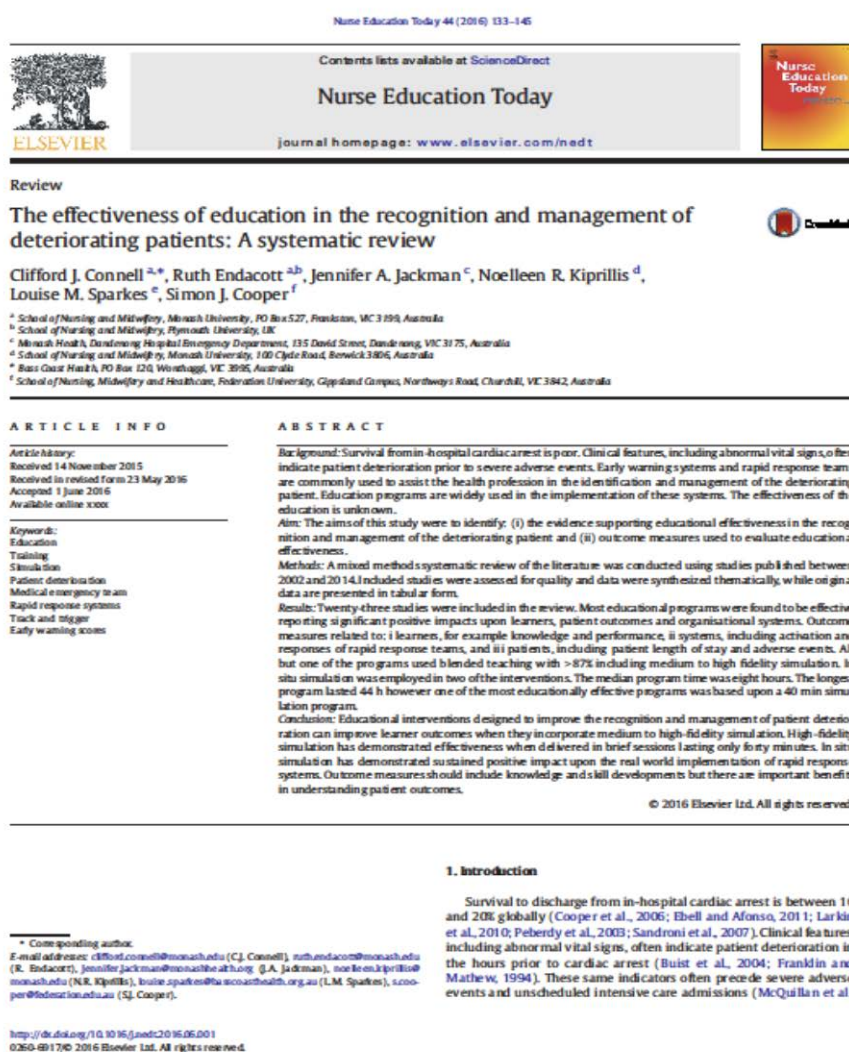 Nurse Education Today 44 (2016) 133–145
Contents lists available at ScienceDirect
Nurse Education Today
journal homepage: www.elsevier.com/nedt
ELSEVIER
Nurse
Education
Today
Review
The effectiveness of education in the recognition and management of
deteriorating patients: A systematic review
Clifford J. Connell a,*, Ruth Endacott a,b, Jennifer A. Jackman c, Noelleen R. Kiprillis d,
Louise M. Sparkes e, Simon J. Cooper f
a School of Nursing and Midwifery, Monash University, PO Box 527, Frankston, VIC 3199, Australia
b School of Nursing and Midwifery, Plymouth University, UK
c Monash Health, Dandenong Hospital Emergency Department, 135 David Street, Dandenong, VIC 3175, Australia
d School of Nursing and Midwifery, Monash University, 100 Clyde Road, Berwick 3806, Australia
e Bass Coast Health, PO Box 120, Wonthaggi, VIC 3995, Australia
f School of Nursing, Midwifery and Healthcare, Federation University, Gippsland Campus, Northways Road, Churchill, VIC 3842, Australia
ARTICLE INFO
Article history:
Received 14 November 2015
Received in revised form 23 May 2016
Accepted 1 June 2016
Available online xxxx
Keywords:
Education
Training
Simulation
Patient deterioration
Medical emergency team
Rapid response systems
Track and trigger
Early warning scores
ABSTRACT
Background: Survival from in-hospital cardiac arrest is poor. Clinical features, including abnormal vital signs, ofte
indicate patient deterioration prior to severe adverse events. Early warning systems and rapid response team
are commonly used to assist the health profession in the identification and management of the deteriorating
patient. Education programs are widely used in the implementation of these systems. The effectiveness of th
education is unknown.
Aim: The aims of this study were to identify: (i) the evidence supporting educational effectiveness in the recog
nition and management of the deteriorating patient and (ii) outcome measures used to evaluate educationa
effectiveness.
Methods: A mixed methods systematic review of the literature was conducted using studies published between
2002 and 2014. Included studies were assessed for quality and data were synthesized thematically, while origina
data are presented in tabular form.
Results: Twenty-three studies were included in the review. Most educational programs were found to be effectiv
reporting significant positive impacts upon learners, patient outcomes and organisational systems. Outcom
measures related to: i learners, for example knowledge and performance, ii systems, including activation and
responses of rapid response teams, and iii patients, including patient length of stay and adverse events. Al
but one of the programs used blended teaching with >87% including medium to high fidelity simulation. I
situ simulation was employed in two of the interventions. The median program time was eight hours. The longes
program lasted 44 h however one of the most educationally effective programs was based upon a 40 min simu
lation program.
Conclusion: Educational interventions designed to improve the recognition and management of patient deterio
ration can improve learner outcomes when they incorporate medium to high-fidelity simulation. High-fidelity
simulation has demonstrated effectiveness when delivered in brief sessions lasting only forty minutes. In sit
simulation has demonstrated sustained positive impact upon the real world implementation of rapid respons
systems. Outcome measures should include knowledge and skill developments but there are important benefit
in understanding patient outcomes.
© 2016 Elsevier Ltd. All rights reserved
* Corresponding author.
E-mail addresses: clifford.connell@monash.edu (C.J. Connell), ruth.endacott@monash.edu
(R. Endacott), Jennifer.Jackman@monashhealth.org (J.A. Jackman), noelleen.kiprillis@
monash.edu (N.R. Kiprillis), louise.sparkes@basscoasthealth.org.au (L.M. Sparkes), s.coo-
per@federation.edu.au (S.J. Cooper).
http://dx.doi.org/10.1016/j.nedt.2016.06.001
0260-6917/© 2016 Elsevier Ltd. All rights reserved.
1. Introduction
Survival to discharge from in-hospital cardiac arrest is between 1
and 20% globally (Cooper et al., 2006; Ebell and Afonso, 2011; Larkin
et al., 2010; Peberdy et al., 2003; Sandroni et al., 2007). Clinical features
including abnormal vital signs, often indicate patient deterioration in
the hours prior to cardiac arrest (Buist et al., 2004; Franklin and
Mathew, 1994). These same indicators often precede severe adverse
events and unscheduled intensive care admissions (McQuillan et al